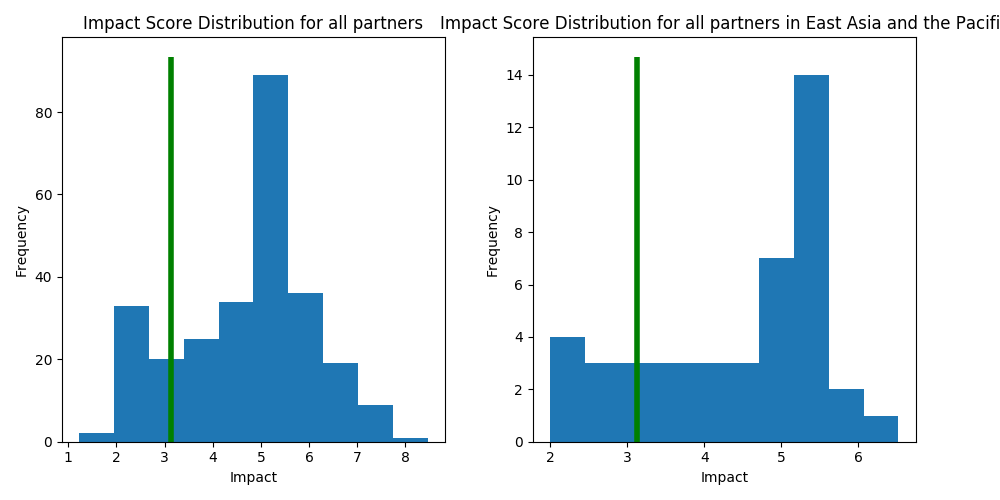 Impact Score Distribution for all partners
Frequency
80
60
40
20
0
1 2 3 4 5 6 7 8
Impact
Impact Score Distribution for all partners in East Asia and the Pacifi
Frequency
14
12
10
8
6
4
2
0
2 3 4 5 6
Impact